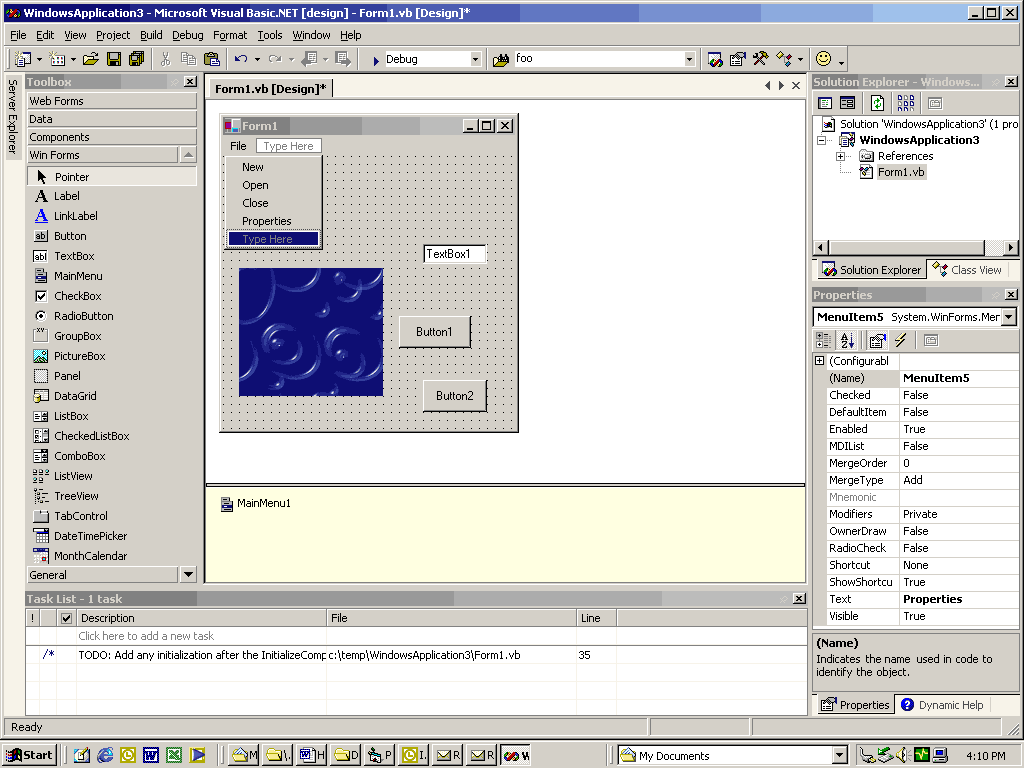 WindowsApplication3 - Microsoft Visual Basic.NET [design] - Form1.vb [Design]*
File Edit View Project Build Debug Format Tools Window Help
Debug
foo
Server Explorer
Toolbox
Web Forms
Data
Components
Win Forms
Pointer
A Label
A LinkLabel
ab Button
abl TextBox
MainMenu
CheckBox
RadioButton
xv GroupBox
PictureBox
Panel
DataGrid
ListBox
CheckedListBox
ComboBox
ListView
TreeView
TabControl
DateTimePicker
MonthCalendar
General
Form1.vb [Design]*
Form1
File Type Here
New
Open
Close
Properties
Type Here
TextBox1
Button1
Button2
MainMenu1
Solution Explorer - Windows...
Solution 'WindowsApplication3' (1 pro
WindowsApplication3
References
Form1.vb
Solution Explorer Class View
Properties
MenuItem5 System.WinForms.Mer
(Configurabl
(Name) MenuItem5
Checked False
DefaultItem False
Enabled True
MDIList False
MergeOrder 0
MergeType Add
Mnemonic
Modifiers Private
OwnerDraw False
RadioCheck False
Shortcut None
ShowShortcu True
Text Properties
Visible True
(Name)
Indicates the name used in code to
identify the object.
Properties Dynamic Help
Task List - 1 task
! Description File Line
Click here to add a new task
/* TODO: Add any initialization after the InitializeComp c:\temp\WindowsApplication3\Form1.vb 35
Ready
Start M \. H D P I R R W My Documents 4:10 PM